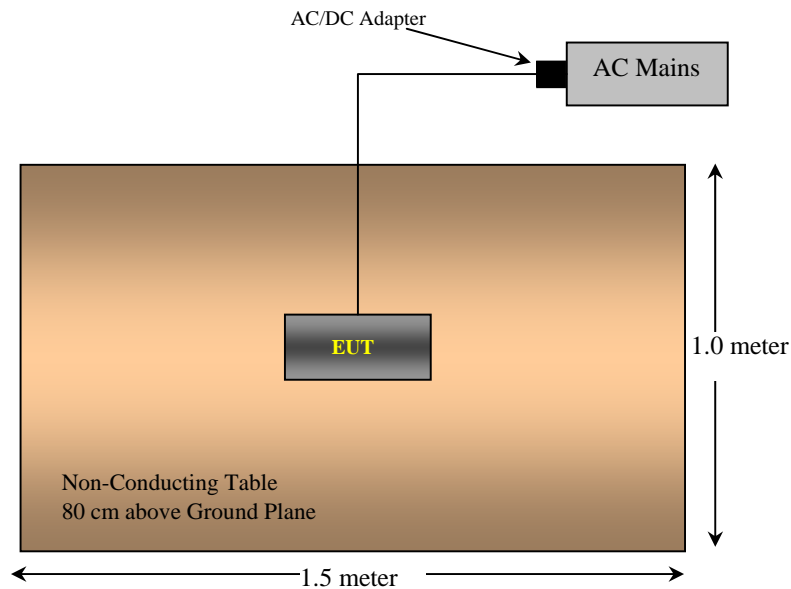 AC/DC Adapter
AC Mains
EUT
1.0 meter
Non-Conducting Table
80 cm above Ground Plane
1.5 meter